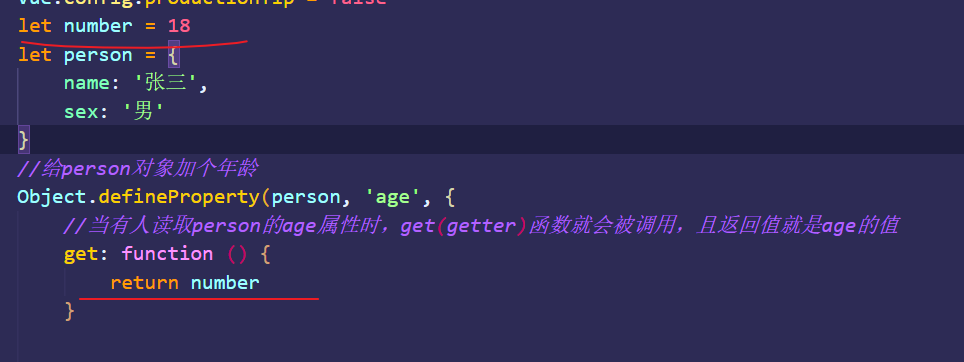 Vue.config.productionTip = false
let number = 18
let person = {
name: '张三',
sex: '男'
}
//给person对象加个年龄
Object.defineProperty(person, 'age', {
//当有人读取person的age属性时，get(getter)函数就会被调用，且返回值就是age的值
get: function () {
return number
}